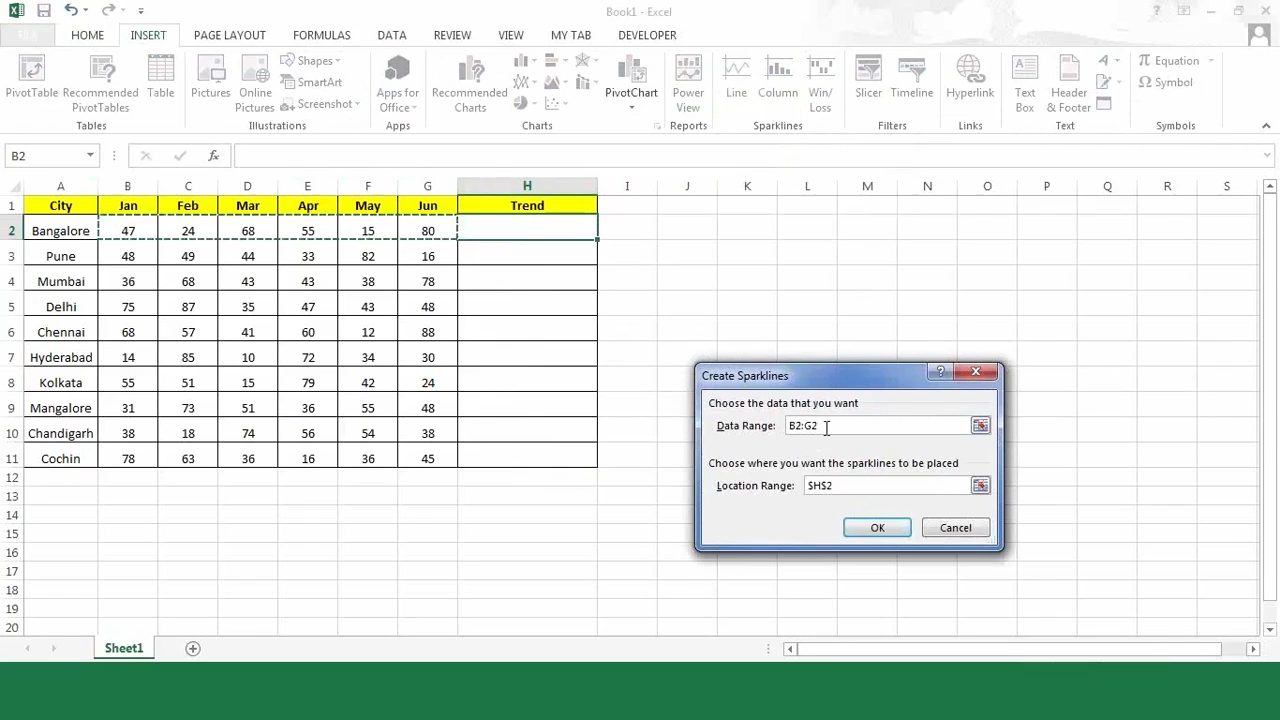 Book1 - Excel
HOME INSERT PAGE LAYOUT FORMULAS DATA REVIEW VIEW MY TAB DEVELOPER
PivotTable Recommended PivotTables Table Pictures Online Pictures Shapes SmartArt Screenshot Apps for Office Recommended Charts PivotChart Power View Line Column Win/Loss Slicer Timeline Hyperlink Text Box Header & Footer Equation Symbol
Tables Illustrations Apps Charts Reports Sparklines Filters Links Text Symbols
B2 fx
A B C D E F G H I J K L M N O P Q R S
1 City Jan Feb Mar Apr May Jun Trend
2 Bangalore 47 24 68 55 15 80
3 Pune 48 49 44 33 82 16
4 Mumbai 36 68 43 43 38 78
5 Delhi 75 87 35 47 43 48
6 Chennai 68 57 41 60 12 88
7 Hyderabad 14 85 10 72 34 30
8 Kolkata 55 51 15 79 42 24
9 Mangalore 31 73 51 36 55 48
10 Chandigarh 38 18 74 56 54 38
11 Cochin 78 63 36 16 36 45
12
13
14
15
16
17
18
19
20
Create Sparklines
Choose the data that you want
Data Range: B2:G2
Choose where you want the sparklines to be placed
Location Range: $H$2
OK Cancel
Sheet1